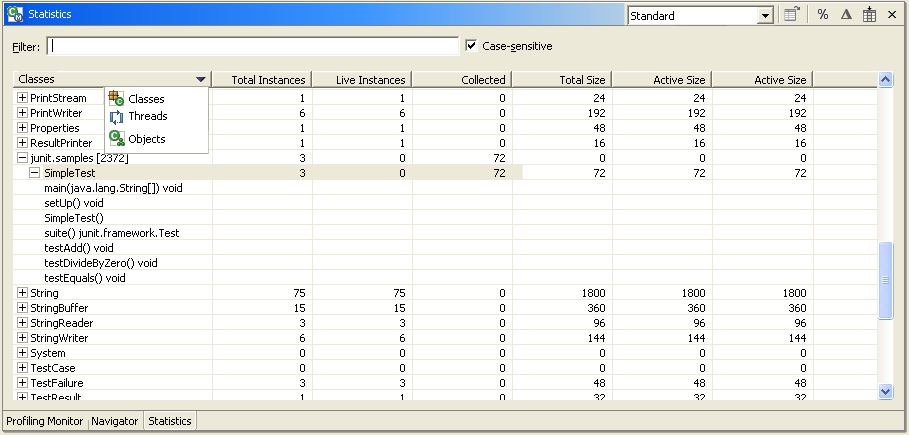 Statistics
Standard
%
Filter:
Case-sensitive
Classes Total Instances Live Instances Collected Total Size Active Size Active Size
PrintStream 1 1 0 24 24 24
Classes
PrintWriter 6 6 0 192 192 192
Threads
Properties 1 1 0 48 48 48
Objects
ResultPrinter 1 1 0 16 16 16
junit.samples [2372] 3 0 72 0 0 0
SimpleTest 3 0 72 72 72 72
main(java.lang.String[]) void
setUp() void
SimpleTest()
suite() junit.framework.Test
testAdd() void
testDivideByZero() void
testEquals() void
String 75 75 0 1800 1800 1800
StringBuffer 15 15 0 360 360 360
StringReader 3 3 0 96 96 96
StringWriter 6 6 0 144 144 144
System 0 0 0 0 0 0
TestCase 0 0 0 0 0 0
TestFailure 3 3 0 48 48 48
TestResult 1 1 0 32 32 32
Profiling Monitor Navigator Statistics